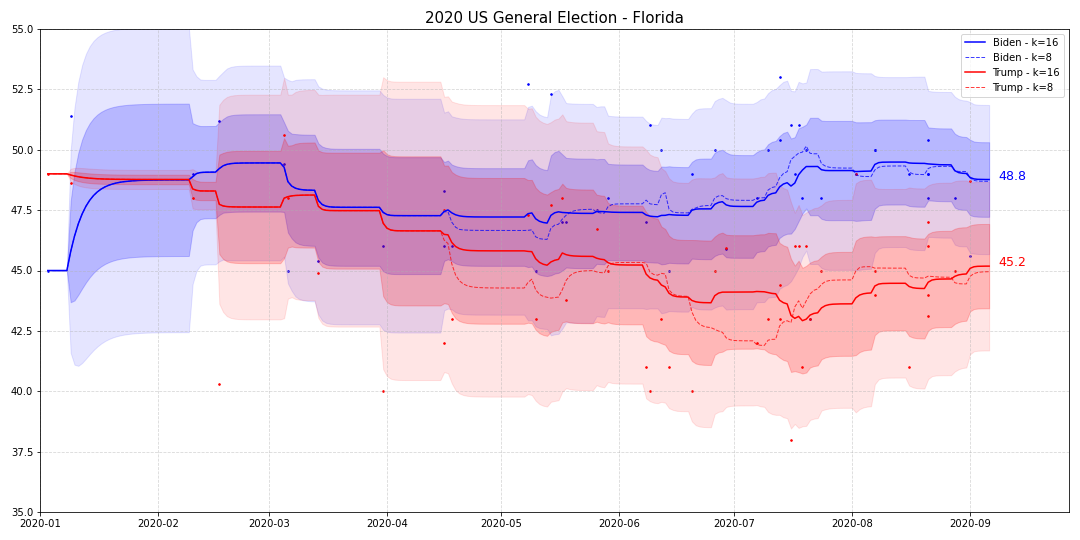 2020 US General Election - Florida
55.0
52.5
50.0
47.5
45.0
42.5
40.0
37.5
35.0
Biden - k=16
Biden - k=8
Trump - k=16
Trump - k=8
48.8
45.2
2020-01 2020-02 2020-03 2020-04 2020-05 2020-06 2020-07 2020-08 2020-09